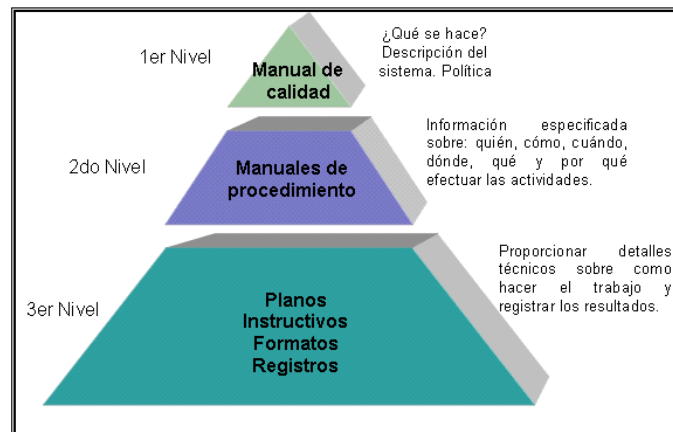 1er Nivel
Manual de
calidad
¿Qué se hace?
Descripción del
sistema. Política
2do Nivel
Manuales de
procedimiento
Información especificada
sobre: quién, cómo, cuándo,
dónde, qué y por qué
efectuar las actividades.
3er Nivel
Planos
Instructivos
Formatos
Registros
Proporcionar detalles
técnicos sobre como
hacer el trabajo y
registrar los resultados.